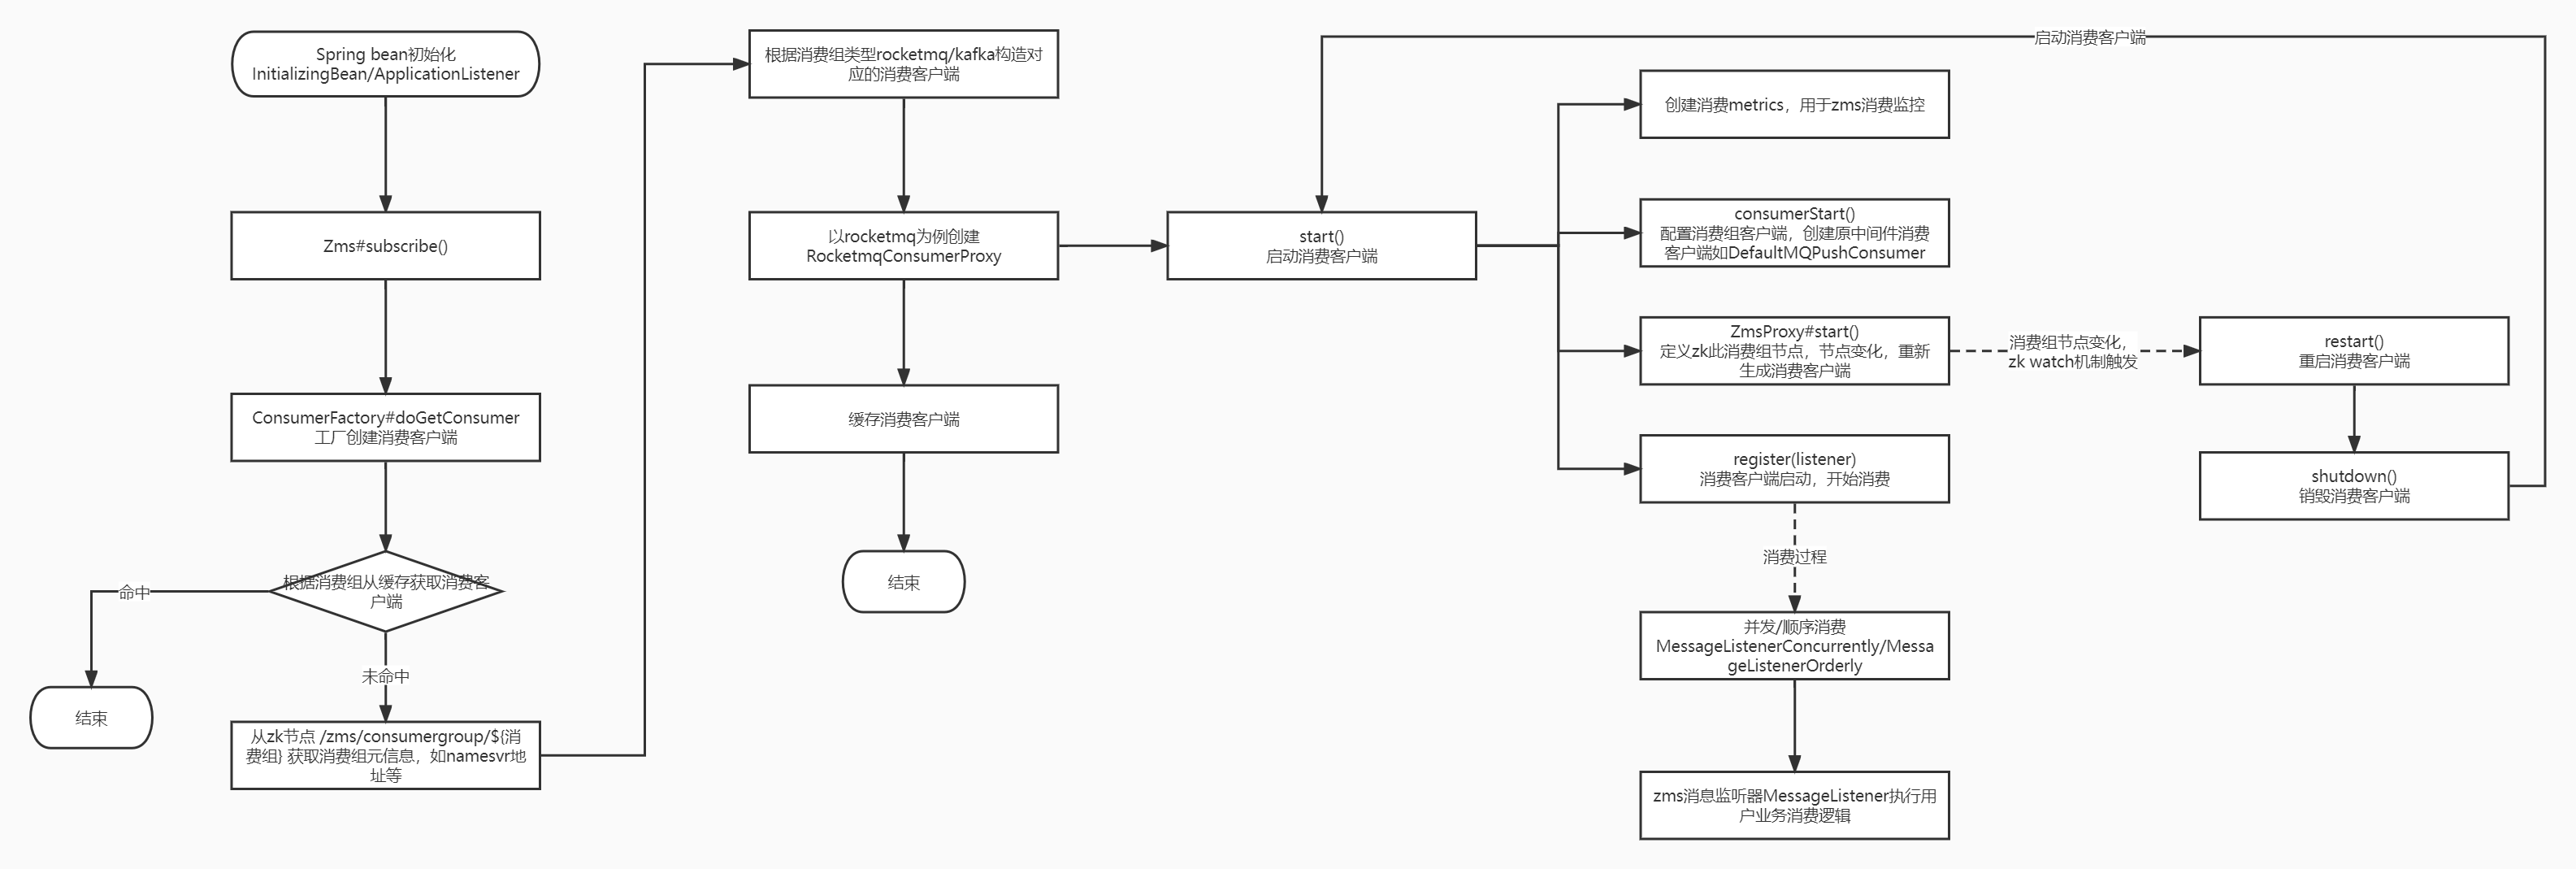 Spring bean初始化
InitializingBean/ApplicationListener
Zms#subscribe()
ConsumerFactory#doGetConsumer
工厂创建消费客户端
根据消费组从缓存获取消费客
户端
命中
结束
未命中
从zk节点 /zms/consumergroup/${消
费组} 获取消费组元信息，如namesvr地
址等
根据消费组类型rocketmq/kafka构造对
应的消费客户端
以rocketmq为例创建
RocketmqConsumerProxy
缓存消费客户端
结束
start()
启动消费客户端
启动消费客户端
创建消费metrics，用于zms消费监控
consumerStart()
配置消费组客户端，创建原中间件消费
客户端如DefaultMQPushConsumer
ZmsProxy#start()
定义zk此消费组节点，节点变化，重新
生成消费客户端
消费组节点变化，
zk watch机制触发
restart()
重启消费客户端
shutdown()
销毁消费客户端
register(listener)
消费客户端启动，开始消费
消费过程
并发/顺序消费
MessageListenerConcurrently/Messa
geListenerOrderly
zms消息监听器MessageListener执行用
户业务消费逻辑